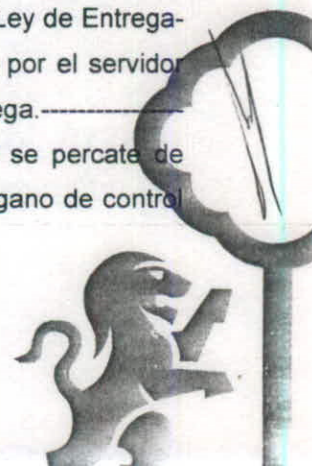 Ley de Entrega-
por el servidor
ega.-----------------
se percate de
gano de control